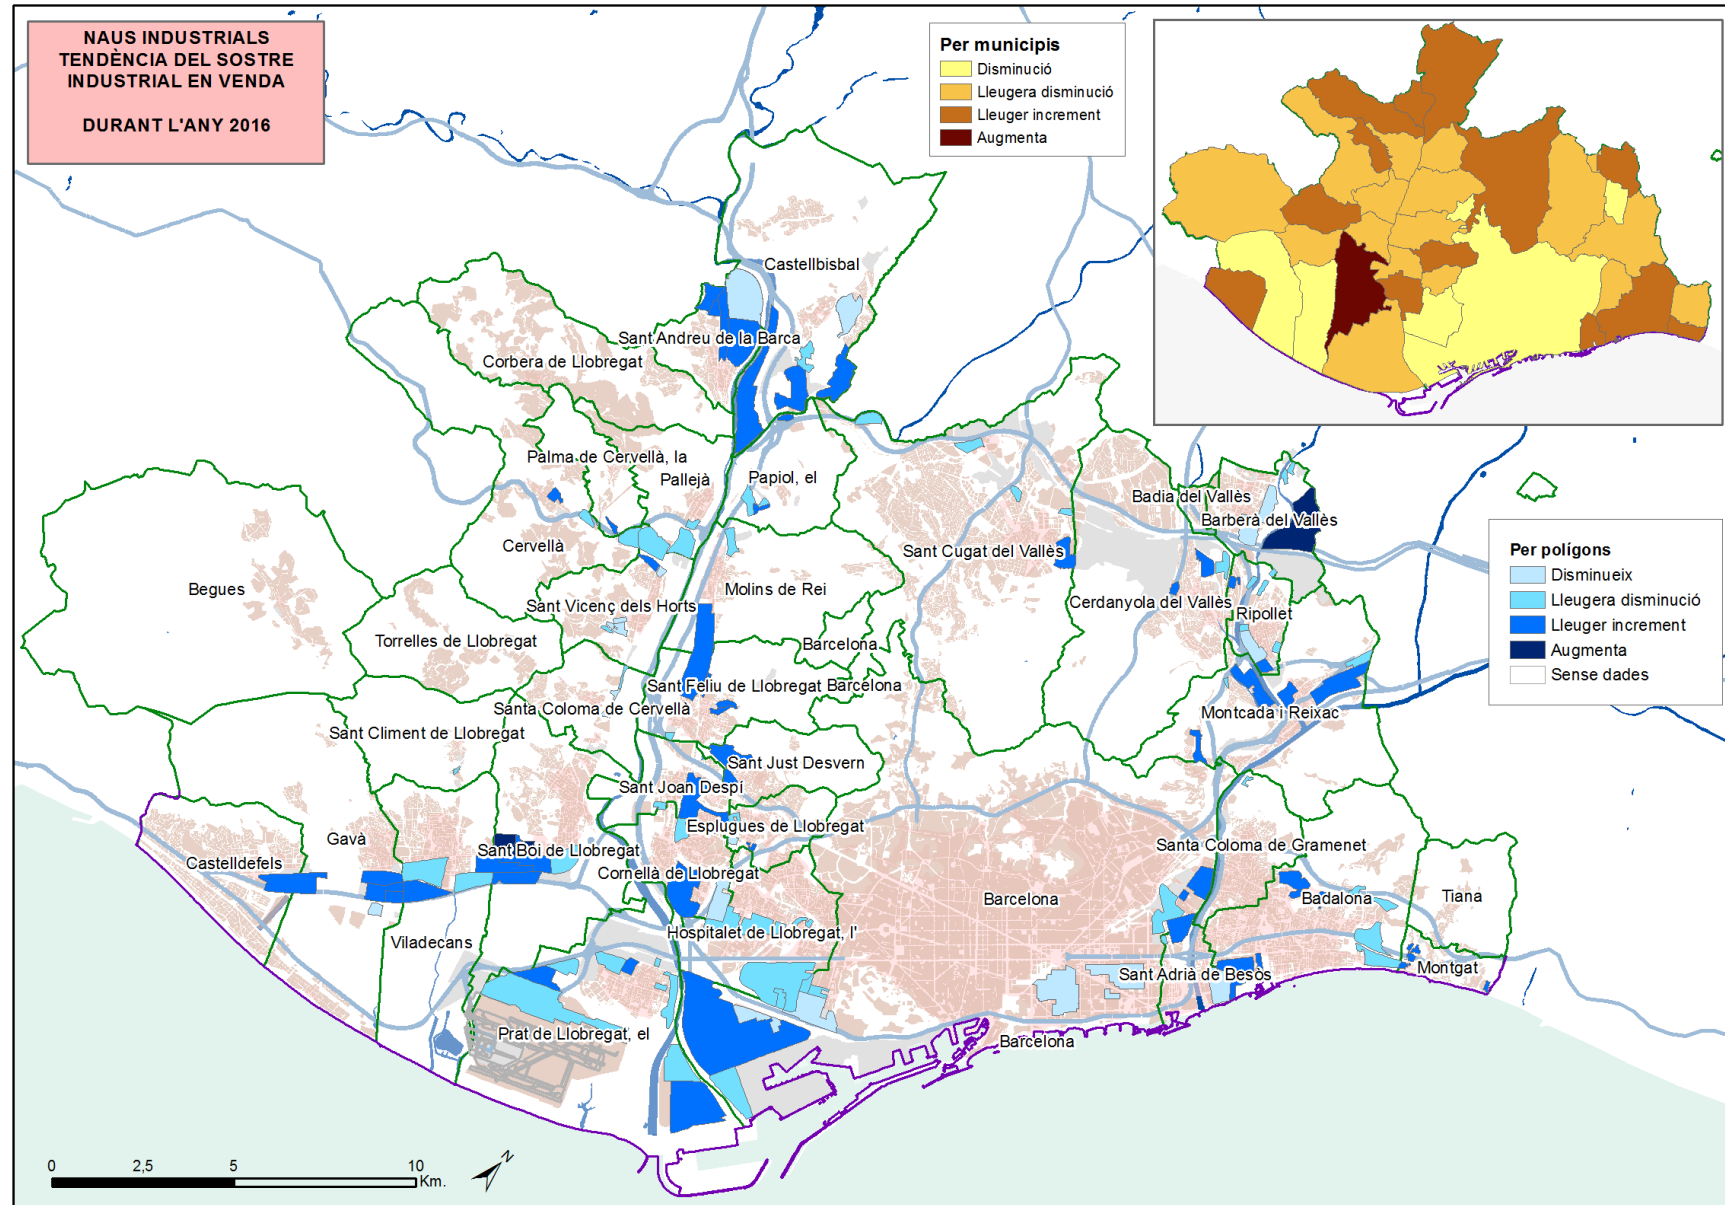 NAUS INDUSTRIALS
TENDÈNCIA DEL SOSTRE
INDUSTRIAL EN VENDA
DURANT L'ANY 2016
Per municipis
Disminució
Lleugera disminució
Lleuger increment
Augmenta
Castellbisbal
Sant Andreu de la Barca
Corbera de Llobregat
Palma de Cervellà, la
Pallejà
Papiol, el
Badia del Vallès
Barberà del Vallès
Cervellà
Sant Cugat del Vallès
Begues
Molins de Rei
Sant Vicenç dels Horts
Cerdanyola del Vallès
Ripollet
Torrelles de Llobregat
Barcelona
Sant Feliu de Llobregat
Barcelona
Santa Coloma de Cervellà
Montcada i Reixac
Sant Climent de Llobregat
Sant Just Desvern
Sant Joan Despí
Esplugues de Llobregat
Gavà
Sant Boi de Llobregat
Santa Coloma de Gramenet
Castelldefels
Cornellà de Llobregat
Barcelona
Badalona
Tiana
Viladecans
Hospitalet de Llobregat, l'
Sant Adrià de Besòs
Montgat
Prat de Llobregat, el
Barcelona
Per polígons
Disminueix
Lleugera disminució
Lleuger increment
Augmenta
Sense dades
0 2,5 5 10
Km.
N